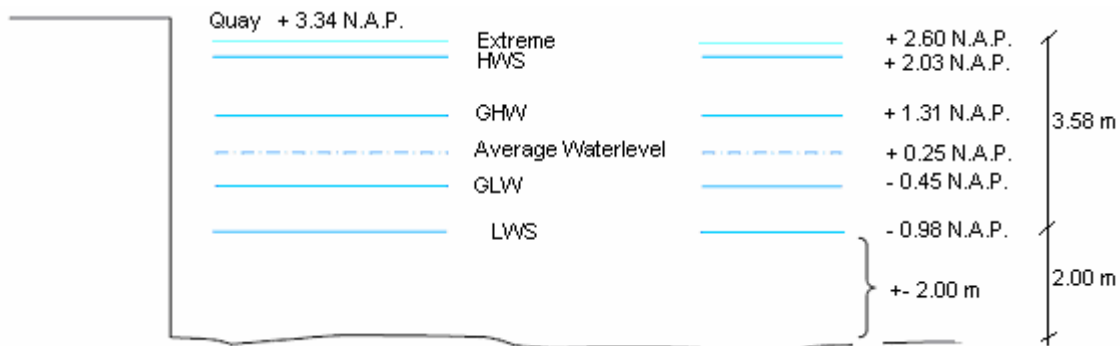 Quay + 3.34 N.A.P.
Extreme + 2.60 N.A.P.
HWS + 2.03 N.A.P.
GHW + 1.31 N.A.P.
3.58 m
Average Waterlevel + 0.25 N.A.P.
GLW - 0.45 N.A.P.
LWS - 0.98 N.A.P.
+- 2.00 m
2.00 m